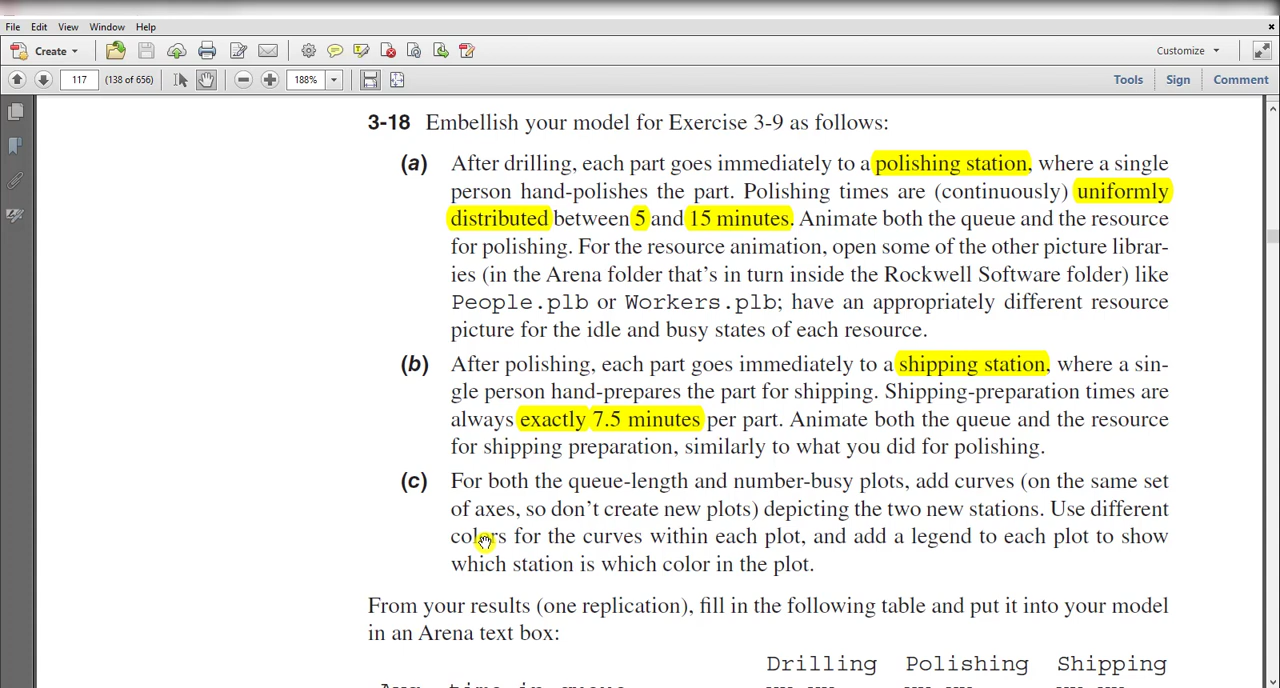 File Edit View Window Help ×
Create Customize
117 (138 of 656) 188% Tools Sign Comment
3-18 Embellish your model for Exercise 3-9 as follows:
(a) After drilling, each part goes immediately to a polishing station, where a single
person hand-polishes the part. Polishing times are (continuously) uniformly
distributed between 5 and 15 minutes. Animate both the queue and the resource
for polishing. For the resource animation, open some of the other picture librar-
ies (in the Arena folder that's in turn inside the Rockwell Software folder) like
People.plb or Workers.plb; have an appropriately different resource
picture for the idle and busy states of each resource.
(b) After polishing, each part goes immediately to a shipping station, where a sin-
gle person hand-prepares the part for shipping. Shipping-preparation times are
always exactly 7.5 minutes per part. Animate both the queue and the resource
for shipping preparation, similarly to what you did for polishing.
(c) For both the queue-length and number-busy plots, add curves (on the same set
of axes, so don't create new plots) depicting the two new stations. Use different
colors for the curves within each plot, and add a legend to each plot to show
which station is which color in the plot.
From your results (one replication), fill in the following table and put it into your model
in an Arena text box:
Drilling Polishing Shipping